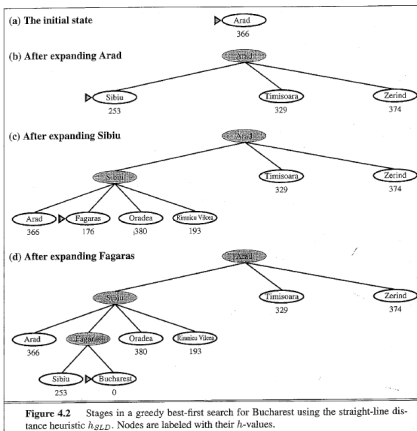 (a) The initial state
Arad
366
(b) After expanding Arad
Arad
Sibiu
Timisoara
Zerind
253
329
374
(c) After expanding Sibiu
Arad
Sibiu
Timisoara
Zerind
329
374
Arad
Fagaras
Oradea
Rimnicu Vilcea
366
176
380
193
(d) After expanding Fagaras
Arad
Sibiu
Timisoara
Zerind
329
374
Arad
Fagaras
Oradea
Rimnicu Vilcea
366
380
193
Sibiu
Bucharest
253
0
Figure 4.2 Stages in a greedy best-first search for Bucharest using the straight-line dis-
tance heuristic hSLD. Nodes are labeled with their h-values.